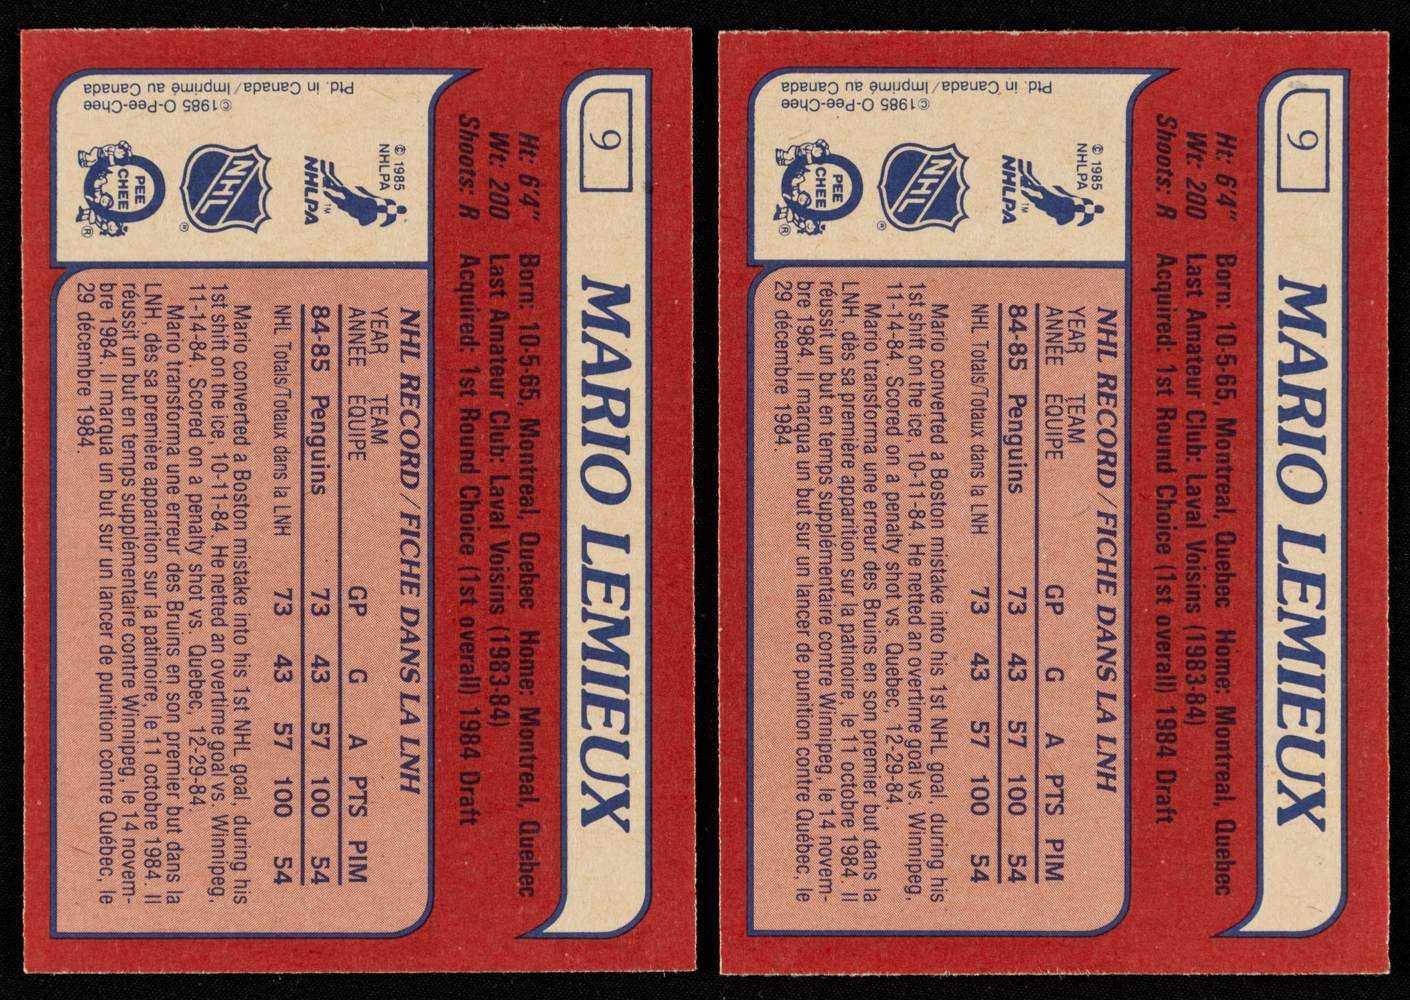 9
MARIO LEMIEUX
Ht: 6'4" Born: 10-5-65, Montreal, Quebec Home: Montreal, Quebec
Wt: 200 Last Amateur Club: Laval Voisins (1983-84)
Shoots: R Acquired: 1st Round Choice (1st overall) 1984 Draft
© 1985
NHLPA
NHLPA™
NHL
®
PEE
CHEE
®
©1985 O-Pee-Chee
Ptd. in Canada/Imprimé au Canada
NHL RECORD/FICHE DANS LA LNH
YEAR TEAM
ANNEE EQUIPE GP G A PTS PIM
84-85 Penguins 73 43 57 100 54
NHL Totals/Totaux dans la LNH 73 43 57 100 54
Mario converted a Boston mistake into his 1st NHL goal, during his
1st shift on the ice, 10-11-84. He netted an overtime goal vs. Winnipeg,
11-14-84. Scored on a penalty shot vs. Quebec, 12-29-84.
Mario transforma une erreur des Bruins en son premier but dans la
LNH, dès sa première apparition sur la patinoire, le 11 octobre 1984. Il
réussit un but en temps supplémentaire contre Winnipeg, le 14 novem-
bre 1984. Il marqua un but sur un lancer de punition contre Québec, le
29 décembre 1984.
9
MARIO LEMIEUX
Ht: 6'4" Born: 10-5-65, Montreal, Quebec Home: Montreal, Quebec
Wt: 200 Last Amateur Club: Laval Voisins (1983-84)
Shoots: R Acquired: 1st Round Choice (1st overall) 1984 Draft
© 1985
NHLPA
NHLPA™
NHL
®
PEE
CHEE
®
©1985 O-Pee-Chee
Ptd. in Canada/Imprimé au Canada
NHL RECORD/FICHE DANS LA LNH
YEAR TEAM
ANNEE EQUIPE GP G A PTS PIM
84-85 Penguins 73 43 57 100 54
NHL Totals/Totaux dans la LNH 73 43 57 100 54
Mario converted a Boston mistake into his 1st NHL goal, during his
1st shift on the ice, 10-11-84. He netted an overtime goal vs. Winnipeg,
11-14-84. Scored on a penalty shot vs. Quebec, 12-29-84.
Mario transforma une erreur des Bruins en son premier but dans la
LNH, dès sa première apparition sur la patinoire, le 11 octobre 1984. Il
réussit un but en temps supplémentaire contre Winnipeg, le 14 novem-
bre 1984. Il marqua un but sur un lancer de punition contre Québec, le
29 décembre 1984.